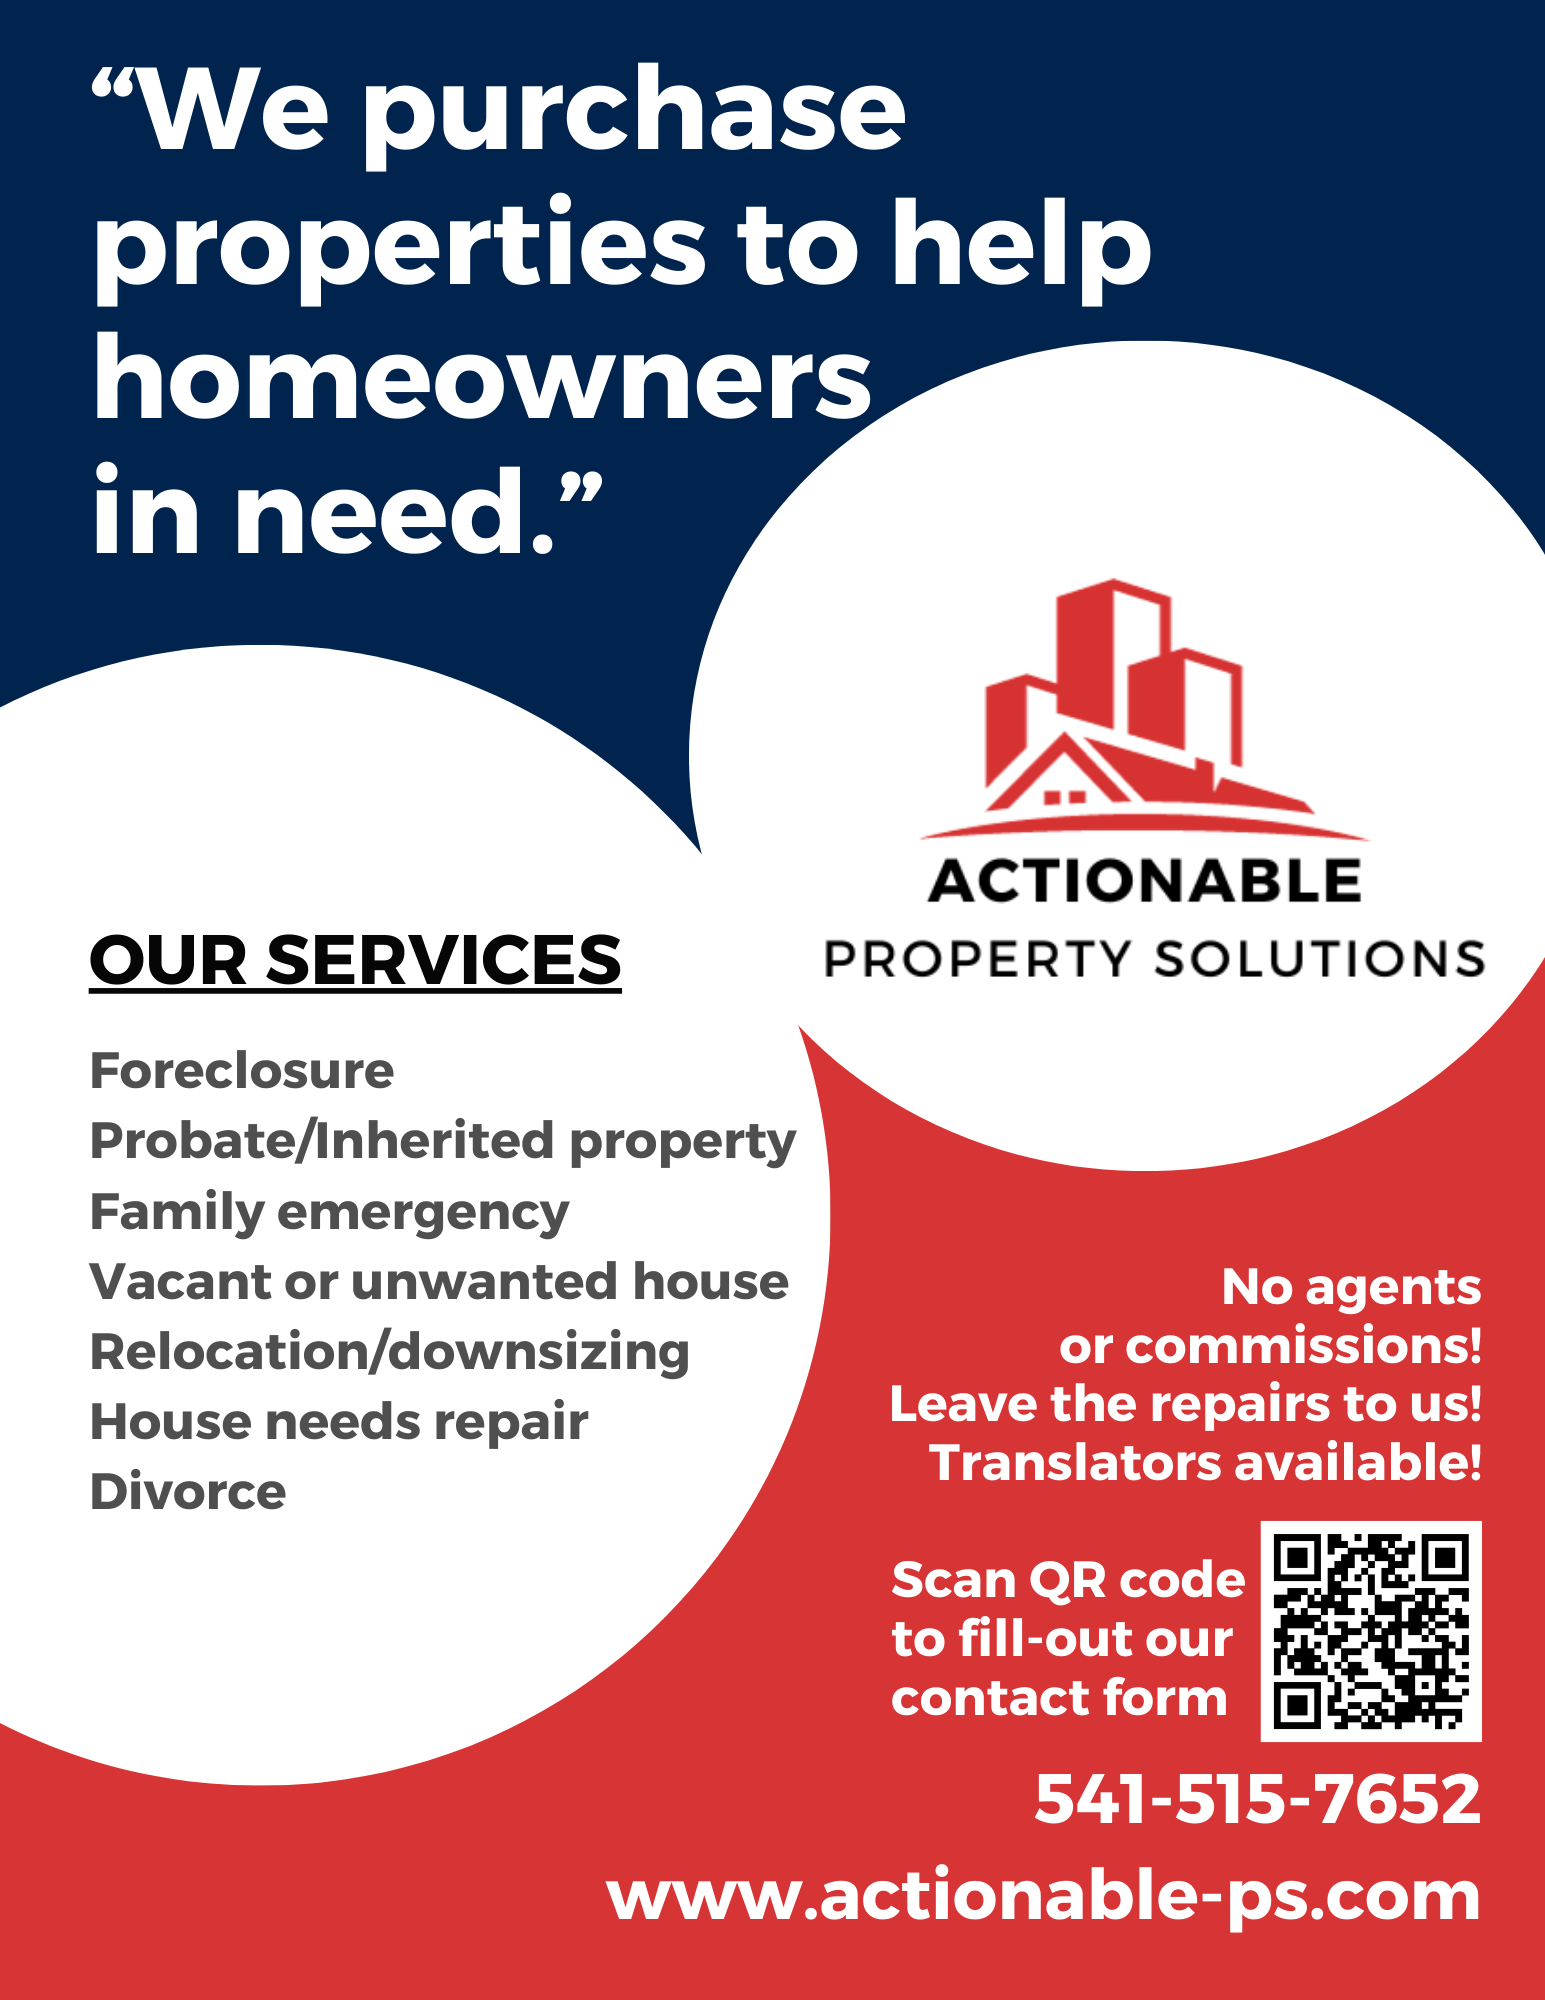 “We purchase
properties to help
homeowners
in need.”
ACTIONABLE
PROPERTY SOLUTIONS
OUR SERVICES
Foreclosure
Probate/Inherited property
Family emergency
Vacant or unwanted house
Relocation/downsizing
House needs repair
Divorce
No agents
or commissions!
Leave the repairs to us!
Translators available!
Scan QR code
to fill-out our
contact form
541-515-7652
www.actionable-ps.com